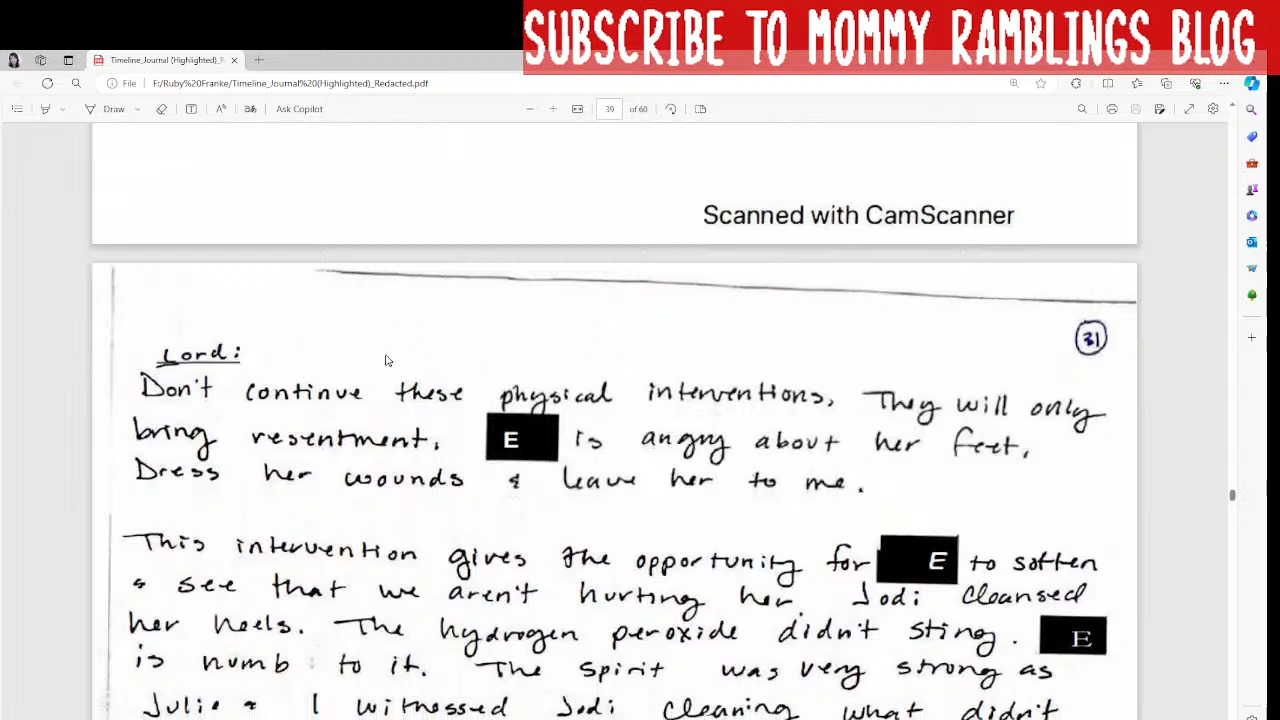 SUBSCRIBE TO MOMMY RAMBLINGS BLOG
Timeline_Journal (Highlighted)_R
File F:/Ruby%20Franke/Timeline_Journal%20(Highlighted)_Redacted.pdf
Draw Ask Copilot 39 of 60
Scanned with CamScanner
31
Lord:
Don't continue these physical interventions. They will only
bring resentment. E is angry about her feet.
Dress her wounds & leave her to me.
This intervention gives the opportunity for E to soften
& see that we aren't hurting her. Jodi cleansed
her heels. The hydrogen peroxide didn't sting. E
is numb to it. The spirit was very strong as
Julie & I witnessed Jodi cleaning what didn't